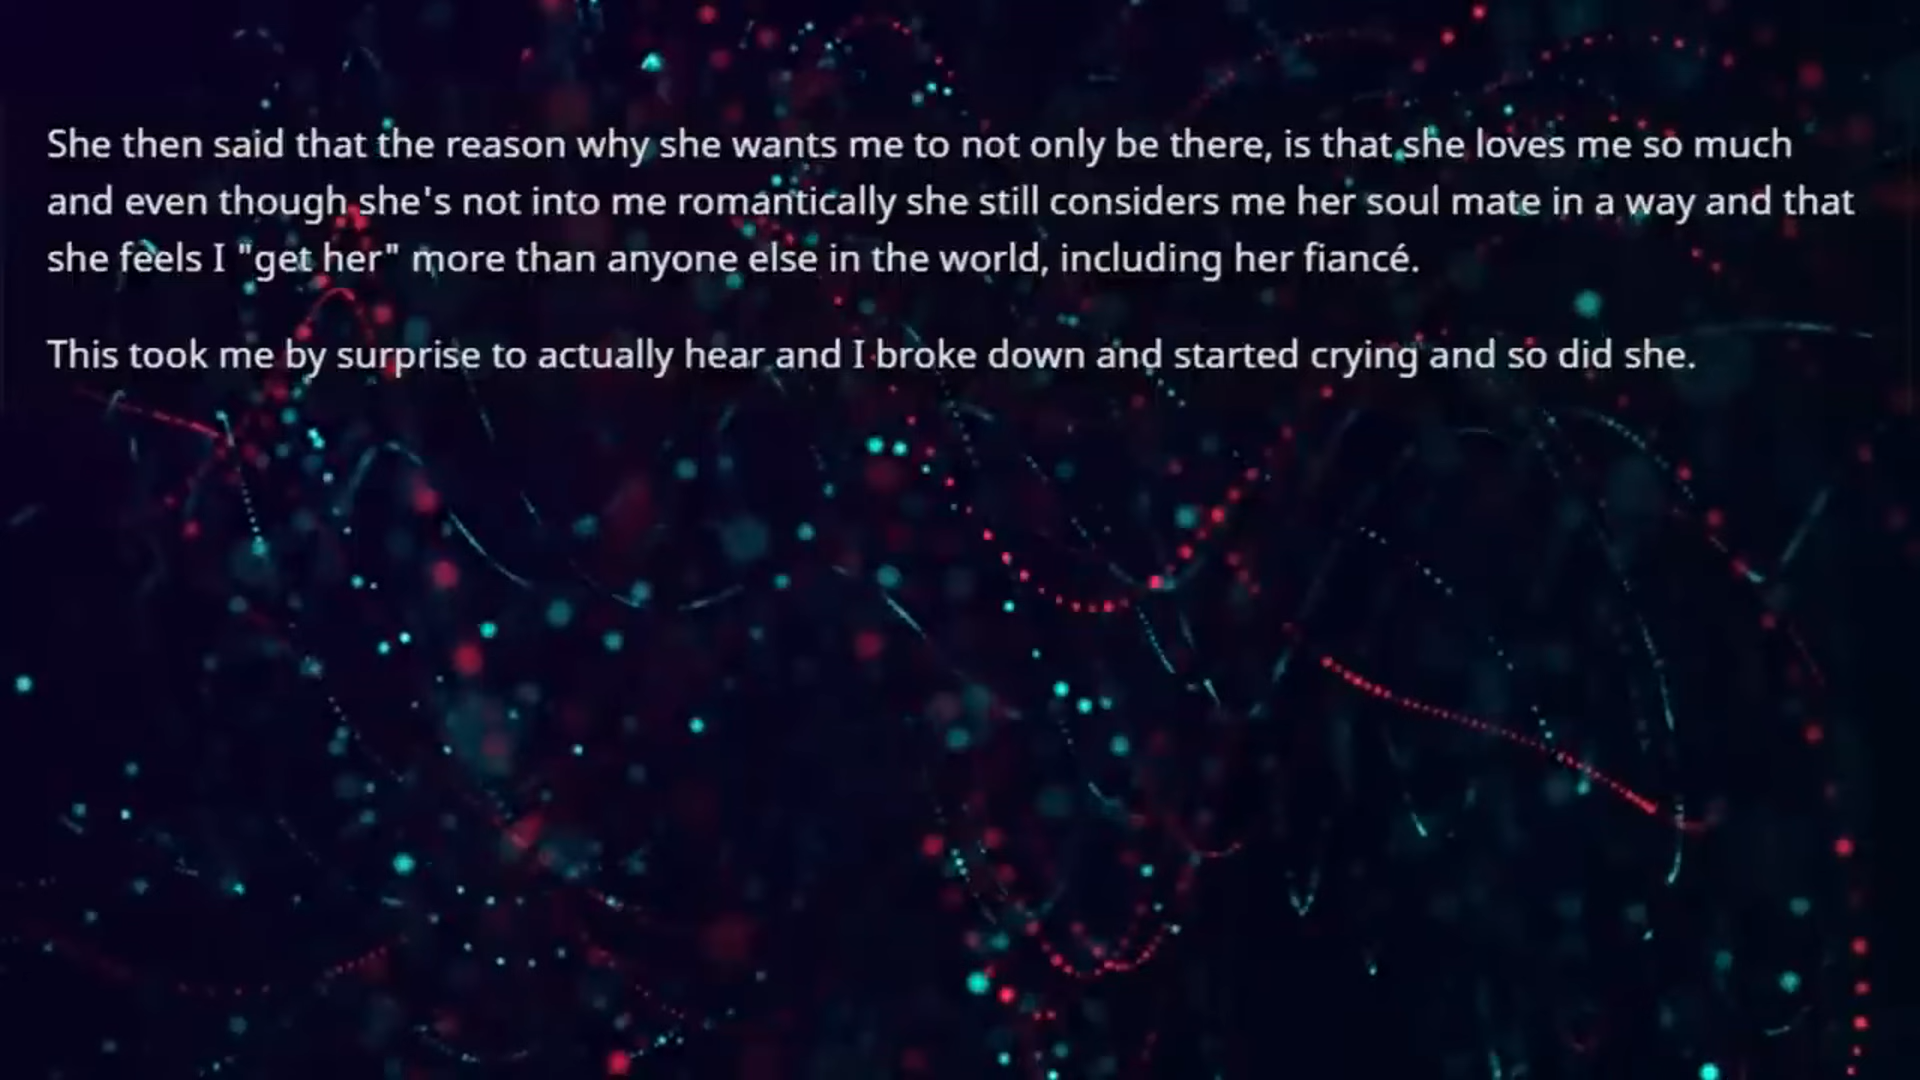 She then said that the reason why she wants me to not only be there, is that she loves me so much
and even though she's not into me romantically she still considers me her soul mate in a way and that
she feels I "get her" more than anyone else in the world, including her fiancé.
This took me by surprise to actually hear and I broke down and started crying and so did she.